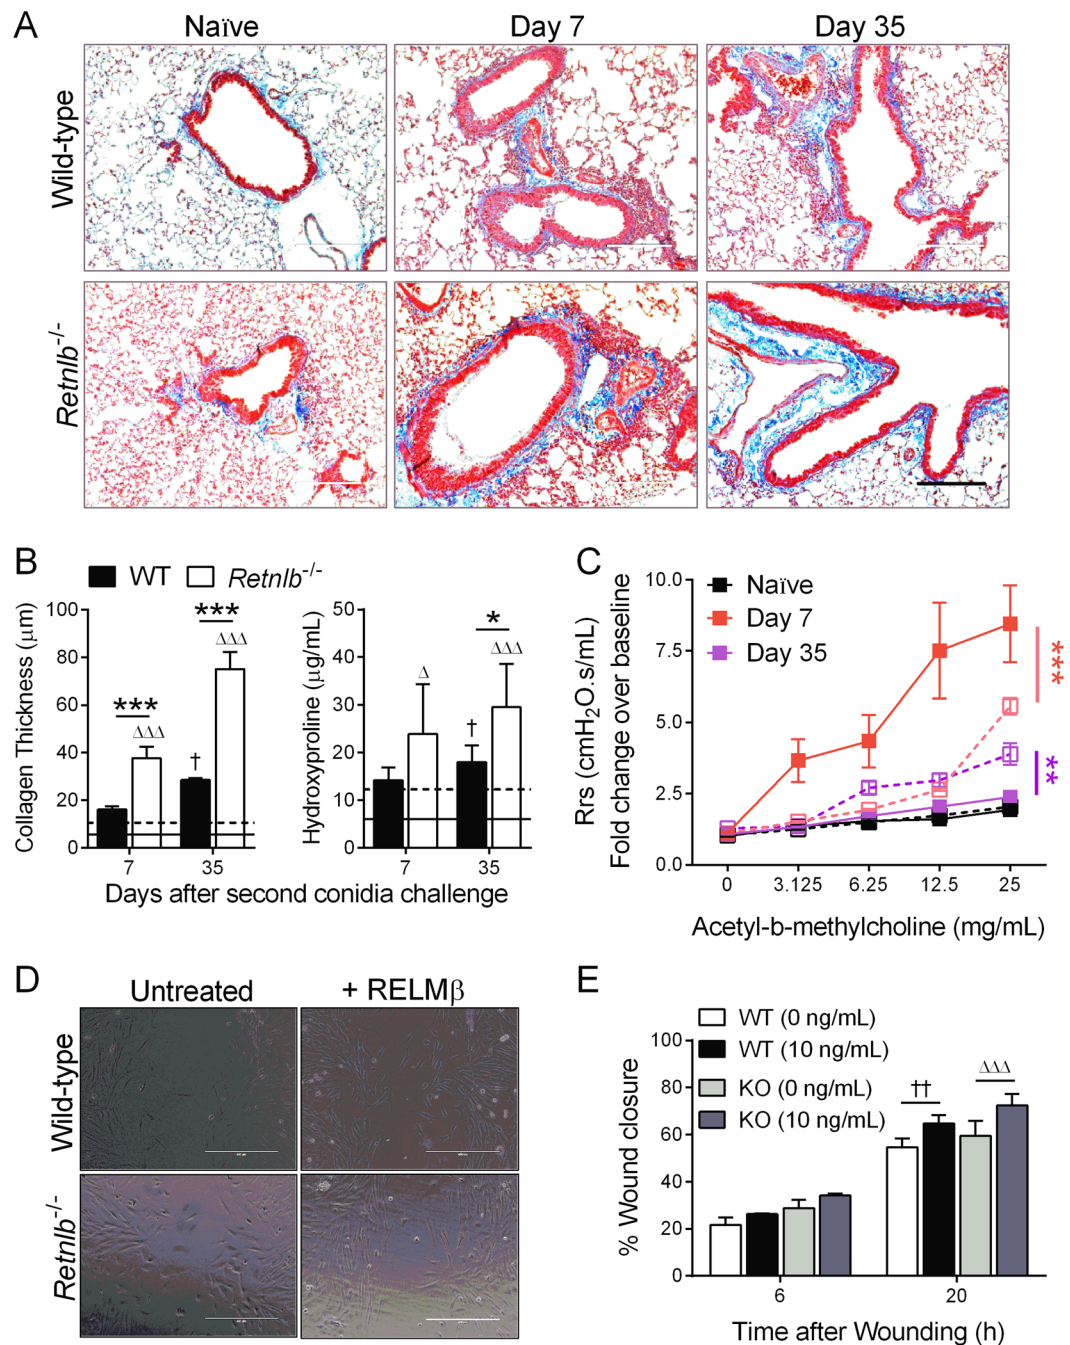 A
Naïve
Day 7
Day 35
Wild-type
Retnlb-/-
B
WT
Retnlb-/-
Collagen Thickness (μm)
100
80
60
40
20
0
***
ΔΔΔ
***
ΔΔΔ
†
7
35
Hydroxyproline (μg/mL)
50
40
30
20
10
0
Δ
*
ΔΔΔ
†
7
35
Days after second conidia challenge
C
Naïve
Day 7
Day 35
Rrs (cmH2O.s/mL)
Fold change over baseline
10.0
7.5
5.0
2.5
0.0
***
**
0
3.125
6.25
12.5
25
Acetyl-b-methylcholine (mg/mL)
D
Untreated
+ RELMβ
Wild-type
Retnlb-/-
E
WT (0 ng/mL)
WT (10 ng/mL)
KO (0 ng/mL)
KO (10 ng/mL)
% Wound closure
100
80
60
40
20
0
††
ΔΔΔ
6
20
Time after Wounding (h)